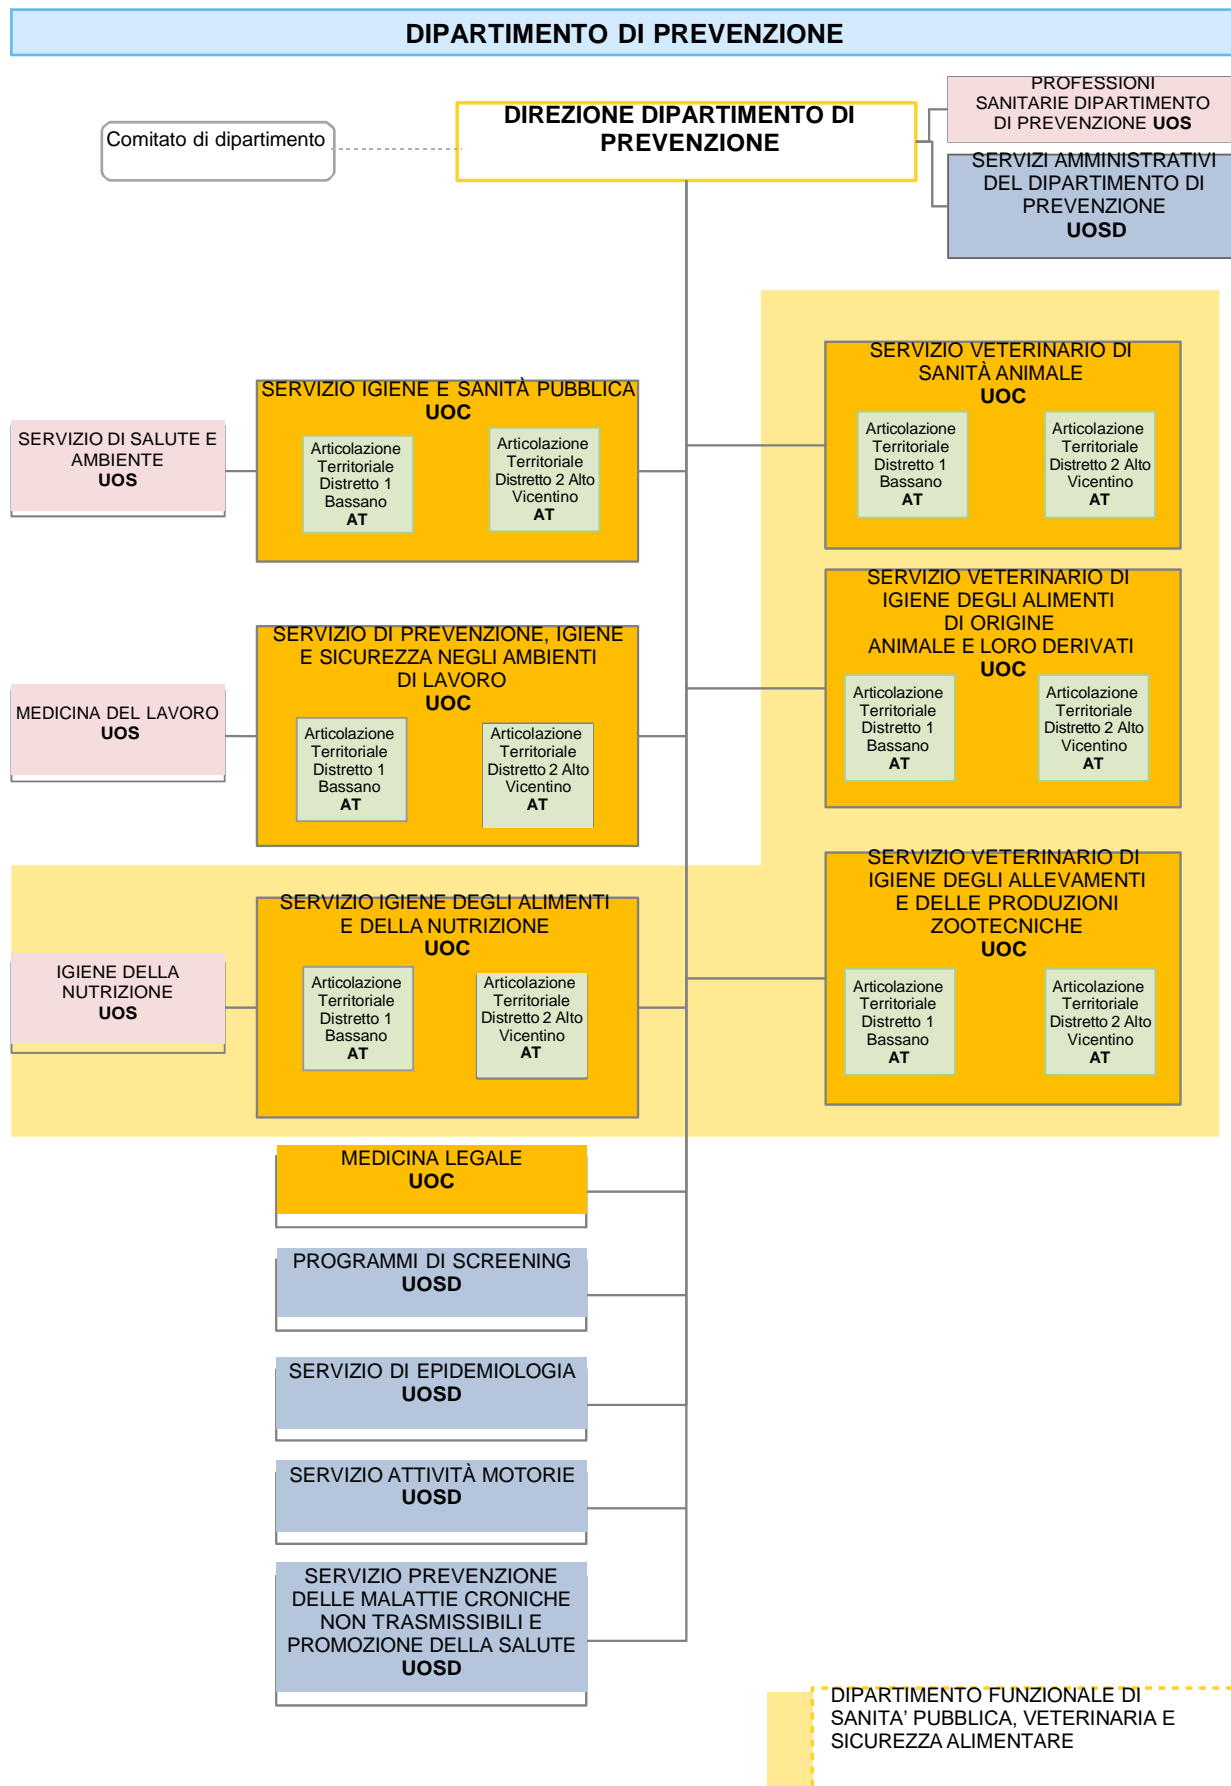 DIPARTIMENTO DI PREVENZIONE
Comitato di dipartimento
DIREZIONE DIPARTIMENTO DI
PREVENZIONE
PROFESSIONI
SANITARIE DIPARTIMENTO
DI PREVENZIONE UOS
SERVIZI AMMINISTRATIVI
DEL DIPARTIMENTO DI
PREVENZIONE
UOSD
SERVIZIO DI SALUTE E
AMBIENTE
UOS
SERVIZIO IGIENE E SANITÀ PUBBLICA
UOC
Articolazione
Territoriale
Distretto 1
Bassano
AT
Articolazione
Territoriale
Distretto 2 Alto
Vicentino
AT
SERVIZIO VETERINARIO DI
SANITÀ ANIMALE
UOC
Articolazione
Territoriale
Distretto 1
Bassano
AT
Articolazione
Territoriale
Distretto 2 Alto
Vicentino
AT
MEDICINA DEL LAVORO
UOS
SERVIZIO DI PREVENZIONE, IGIENE
E SICUREZZA NEGLI AMBIENTI
DI LAVORO
UOC
Articolazione
Territoriale
Distretto 1
Bassano
AT
Articolazione
Territoriale
Distretto 2 Alto
Vicentino
AT
SERVIZIO VETERINARIO DI
IGIENE DEGLI ALIMENTI
DI ORIGINE
ANIMALE E LORO DERIVATI
UOC
Articolazione
Territoriale
Distretto 1
Bassano
AT
Articolazione
Territoriale
Distretto 2 Alto
Vicentino
AT
IGIENE DELLA
NUTRIZIONE
UOS
SERVIZIO IGIENE DEGLI ALIMENTI
E DELLA NUTRIZIONE
UOC
Articolazione
Territoriale
Distretto 1
Bassano
AT
Articolazione
Territoriale
Distretto 2 Alto
Vicentino
AT
SERVIZIO VETERINARIO DI
IGIENE DEGLI ALLEVAMENTI
E DELLE PRODUZIONI
ZOOTECNICHE
UOC
Articolazione
Territoriale
Distretto 1
Bassano
AT
Articolazione
Territoriale
Distretto 2 Alto
Vicentino
AT
MEDICINA LEGALE
UOC
PROGRAMMI DI SCREENING
UOSD
SERVIZIO DI EPIDEMIOLOGIA
UOSD
SERVIZIO ATTIVITÀ MOTORIE
UOSD
SERVIZIO PREVENZIONE
DELLE MALATTIE CRONICHE
NON TRASMISSIBILI E
PROMOZIONE DELLA SALUTE
UOSD
DIPARTIMENTO FUNZIONALE DI
SANITA’ PUBBLICA, VETERINARIA E
SICUREZZA ALIMENTARE